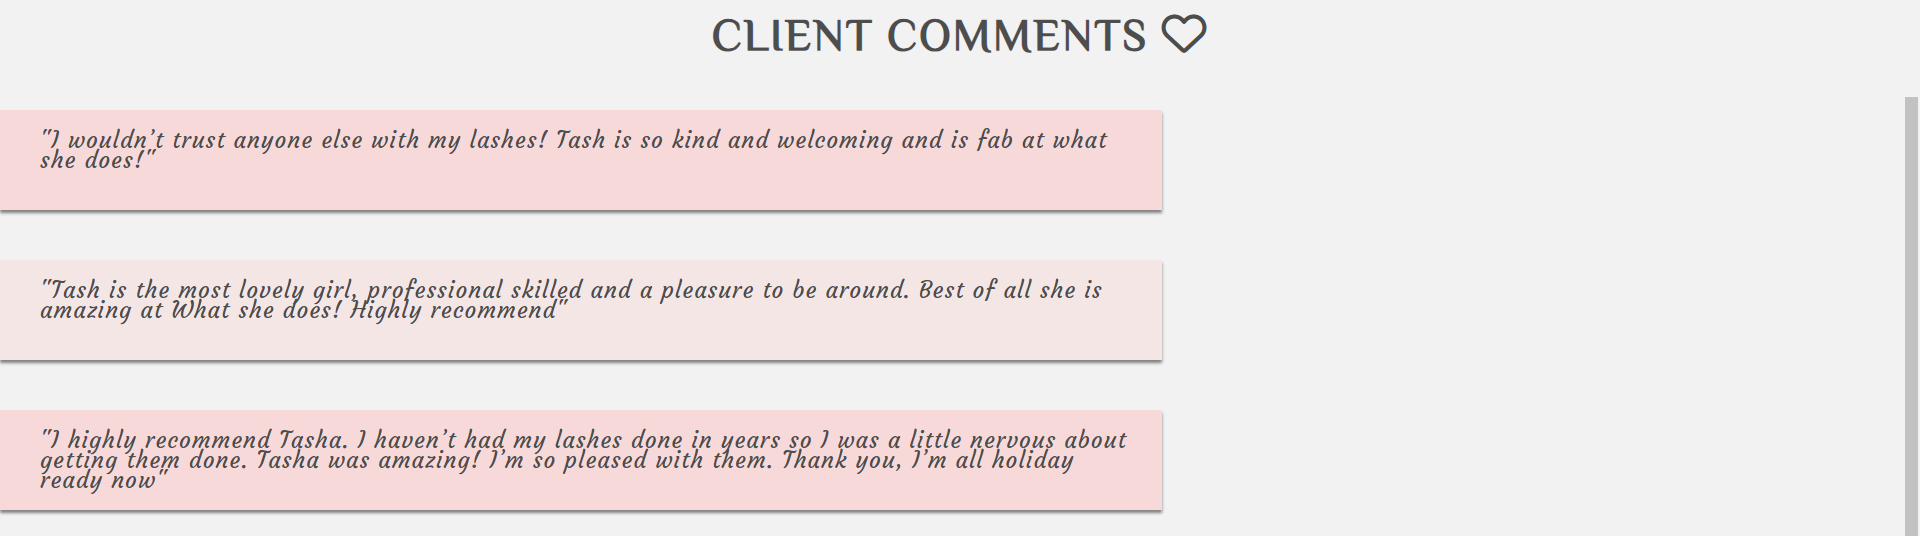 CLIENT COMMENTS
"I wouldn’t trust anyone else with my lashes! Tash is so kind and welcoming and is fab at what
she does!"
"Tash is the most lovely girl, professional skilled and a pleasure to be around. Best of all she is
amazing at What she does! Highly recommend"
"I highly recommend Tasha. I haven’t had my lashes done in years so I was a little nervous about
getting them done. Tasha was amazing! I’m so pleased with them. Thank you, I’m all holiday
ready now"